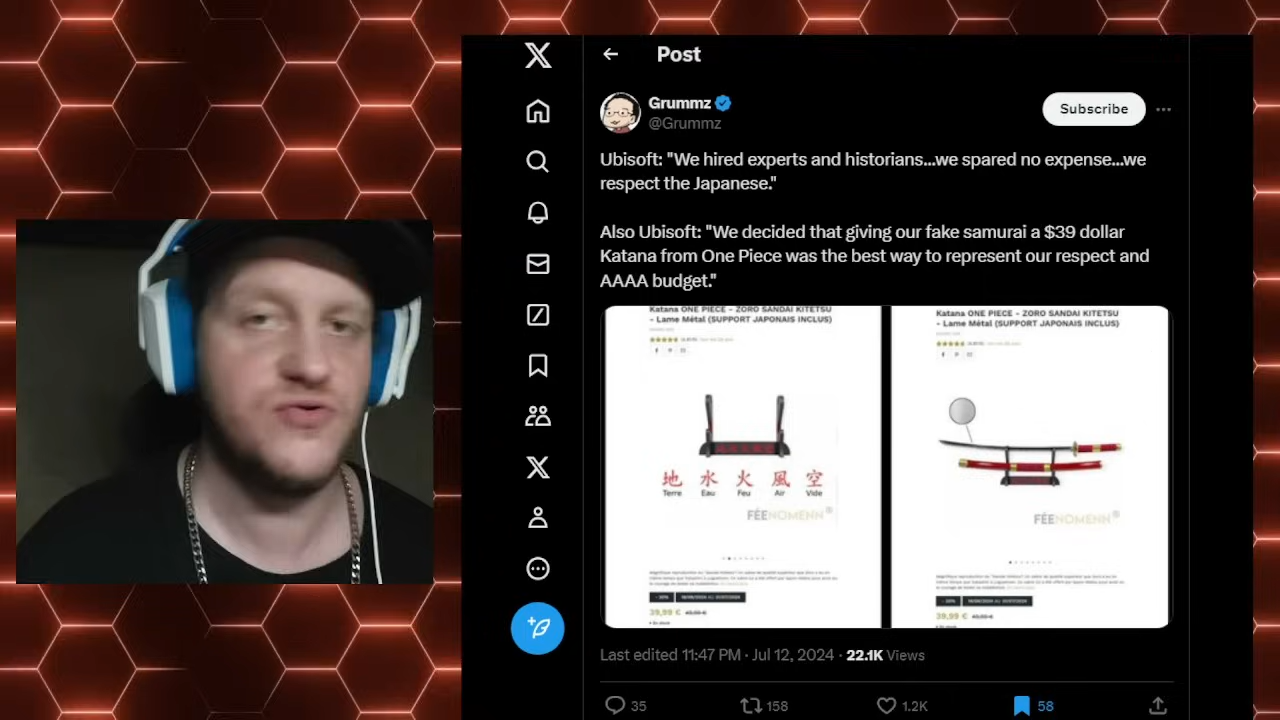 Post
Grummz
@Grummz
Subscribe
Ubisoft: "We hired experts and historians...we spared no expense...we
respect the Japanese."
Also Ubisoft: "We decided that giving our fake samurai a $39 dollar
Katana from One Piece was the best way to represent our respect and
AAAA budget."
Katana ONE PIECE - ZORO SANDAI KITETSU
- Lame Métal (SUPPORT JAPONAIS INCLUS)
地 水 火 風 空
Terre Eau Feu Air Vide
FÉENOMENN®
39,99 €
Katana ONE PIECE - ZORO SANDAI KITETSU
- Lame Métal (SUPPORT JAPONAIS INCLUS)
FÉENOMENN®
39,99 €
Last edited 11:47 PM · Jul 12, 2024 · 22.1K Views
35 158 1.2K 58